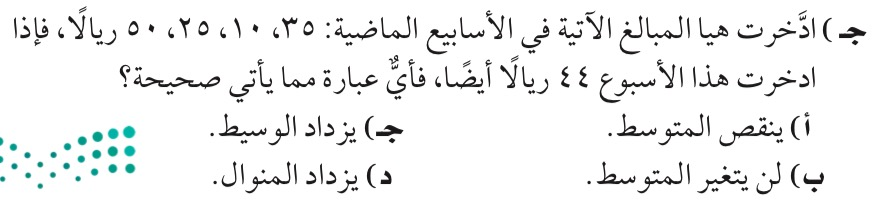 جـ) ادَّخرت هيا المبالغ الآتية في الأسابيع الماضية: ٣٥، ١٠، ٢٥، ٥٠ ريالًا، فإذا
ادخرت هذا الأسبوع ٤٤ ريالًا أيضًا، فأيٌّ عبارة مما يأتي صحيحة؟
أ) ينقص المتوسط. جـ) يزداد الوسيط.
ب) لن يتغير المتوسط. د) يزداد المنوال.